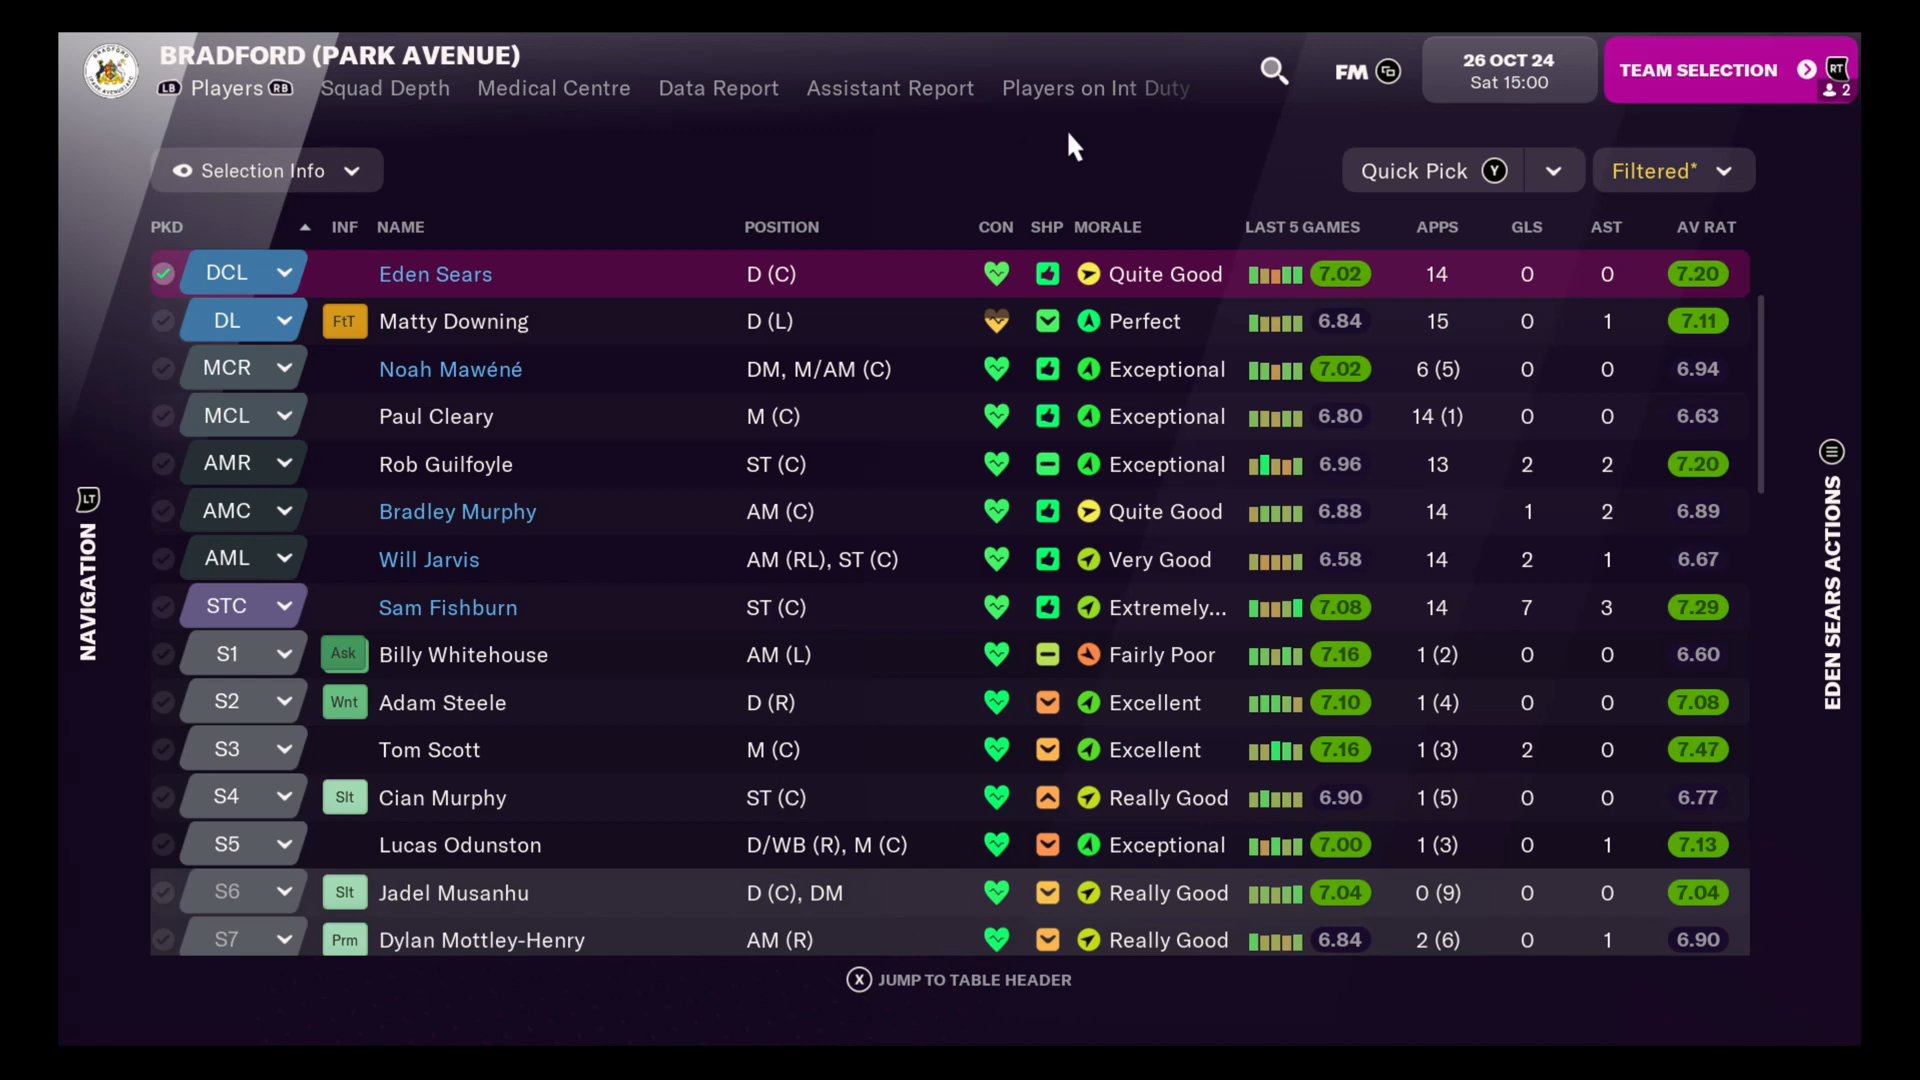 BRADFORD (PARK AVENUE)
LB Players RB Squad Depth Medical Centre Data Report Assistant Report Players on Int Duty
FM
26 OCT 24
Sat 15:00
TEAM SELECTION RT
2
Selection Info
Quick Pick Y
Filtered*
PKD INF NAME POSITION CON SHP MORALE LAST 5 GAMES APPS GLS AST AV RAT
DCL Eden Sears D (C) Quite Good 7.02 14 0 0 7.20
DL FtT Matty Downing D (L) Perfect 6.84 15 0 1 7.11
MCR Noah Mawéné DM, M/AM (C) Exceptional 7.02 6 (5) 0 0 6.94
MCL Paul Cleary M (C) Exceptional 6.80 14 (1) 0 0 6.63
AMR Rob Guilfoyle ST (C) Exceptional 6.96 13 2 2 7.20
AMC Bradley Murphy AM (C) Quite Good 6.88 14 1 2 6.89
AML Will Jarvis AM (RL), ST (C) Very Good 6.58 14 2 1 6.67
STC Sam Fishburn ST (C) Extremely... 7.08 14 7 3 7.29
S1 Ask Billy Whitehouse AM (L) Fairly Poor 7.16 1 (2) 0 0 6.60
S2 Wnt Adam Steele D (R) Excellent 7.10 1 (4) 0 0 7.08
S3 Tom Scott M (C) Excellent 7.16 1 (3) 2 0 7.47
S4 Slt Cian Murphy ST (C) Really Good 6.90 1 (5) 0 0 6.77
S5 Lucas Odunston D/WB (R), M (C) Exceptional 7.00 1 (3) 0 1 7.13
S6 Slt Jadel Musanhu D (C), DM Really Good 7.04 0 (9) 0 0 7.04
S7 Prm Dylan Mottley-Henry AM (R) Really Good 6.84 2 (6) 0 1 6.90
X JUMP TO TABLE HEADER
LT
NAVIGATION
EDEN SEARS ACTIONS